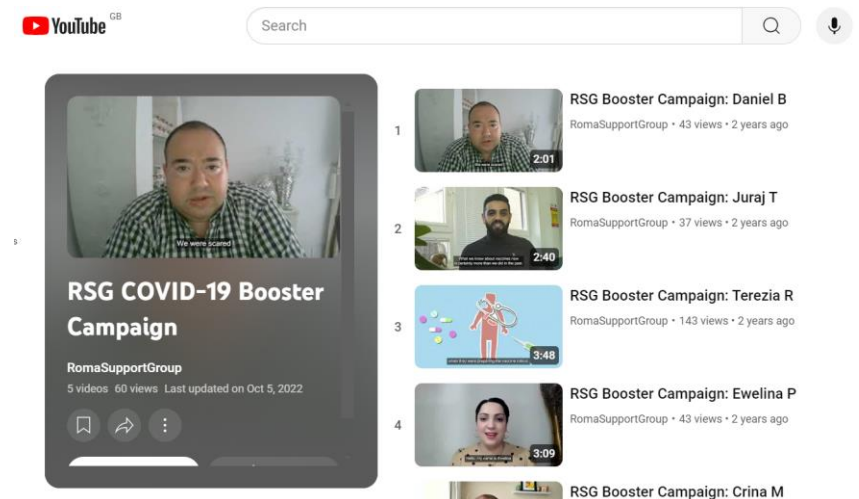 YouTube GB
Search
We were scared
RSG COVID-19 Booster
Campaign
RomaSupportGroup
5 videos 60 views Last updated on Oct 5, 2022
1
2:01
RSG Booster Campaign: Daniel B
RomaSupportGroup • 43 views • 2 years ago
2
2:40
RSG Booster Campaign: Juraj T
RomaSupportGroup • 37 views • 2 years ago
3
3:48
RSG Booster Campaign: Terezia R
RomaSupportGroup • 143 views • 2 years ago
4
3:09
RSG Booster Campaign: Ewelina P
RomaSupportGroup • 43 views • 2 years ago
RSG Booster Campaign: Crina M